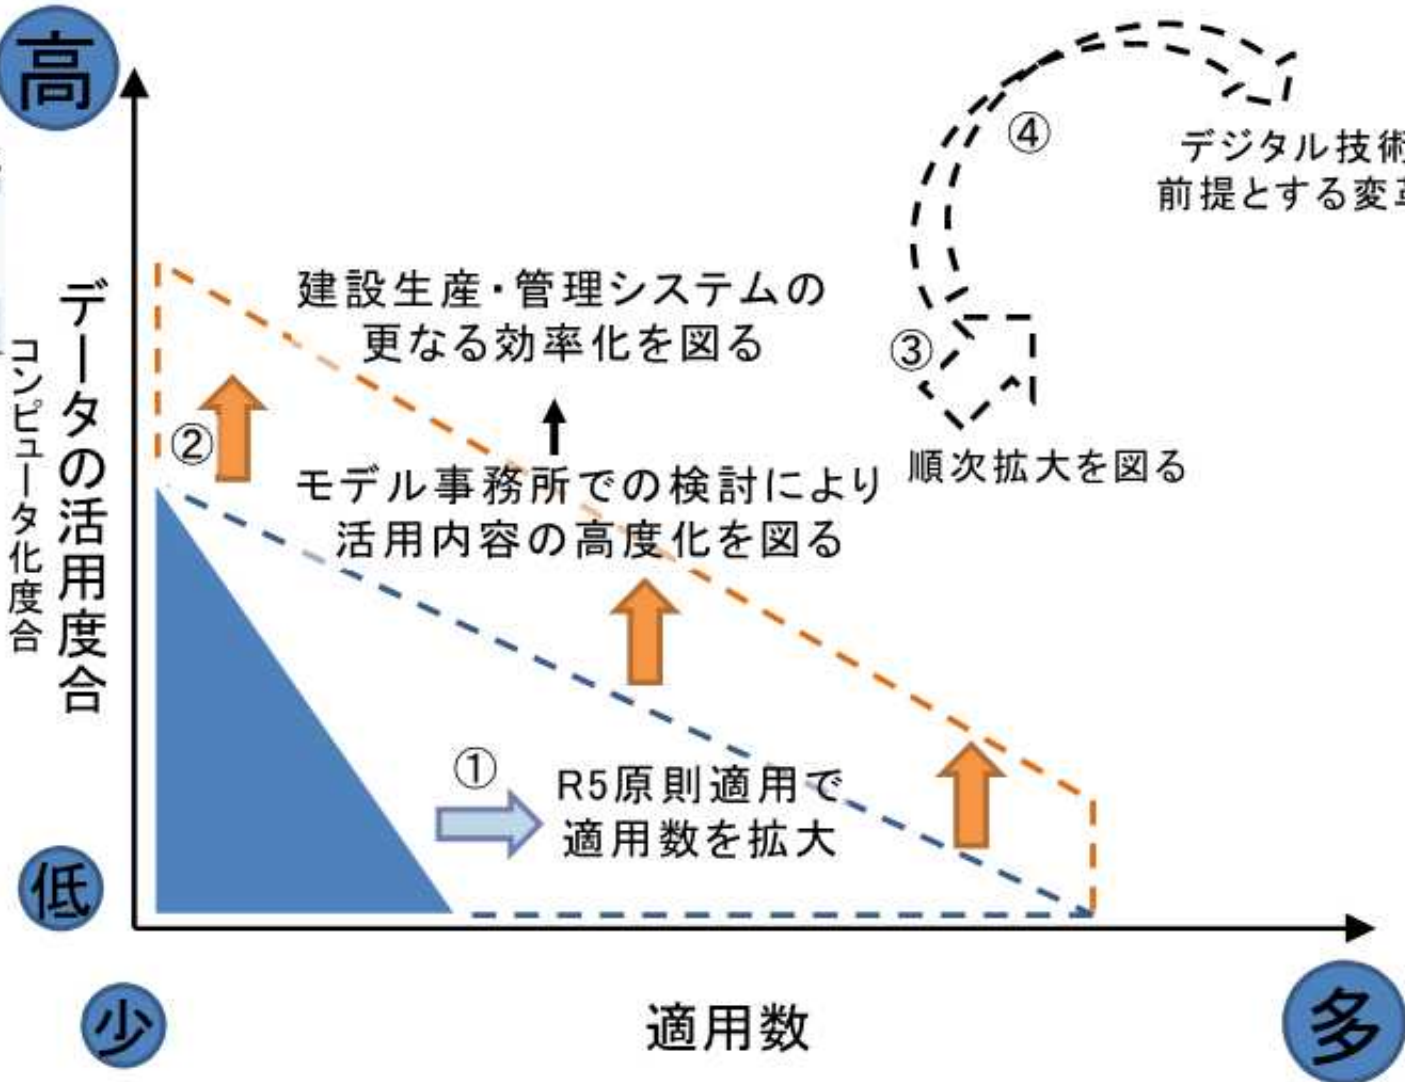 高
④
デジタル技術
前提とする変革
建設生産・管理システムの
更なる効率化を図る
③
順次拡大を図る
②
モデル事務所での検討により
活用内容の高度化を図る
データの活用度合
コンピュータ化度合
①
R5原則適用で
適用数を拡大
低
少
適用数
多